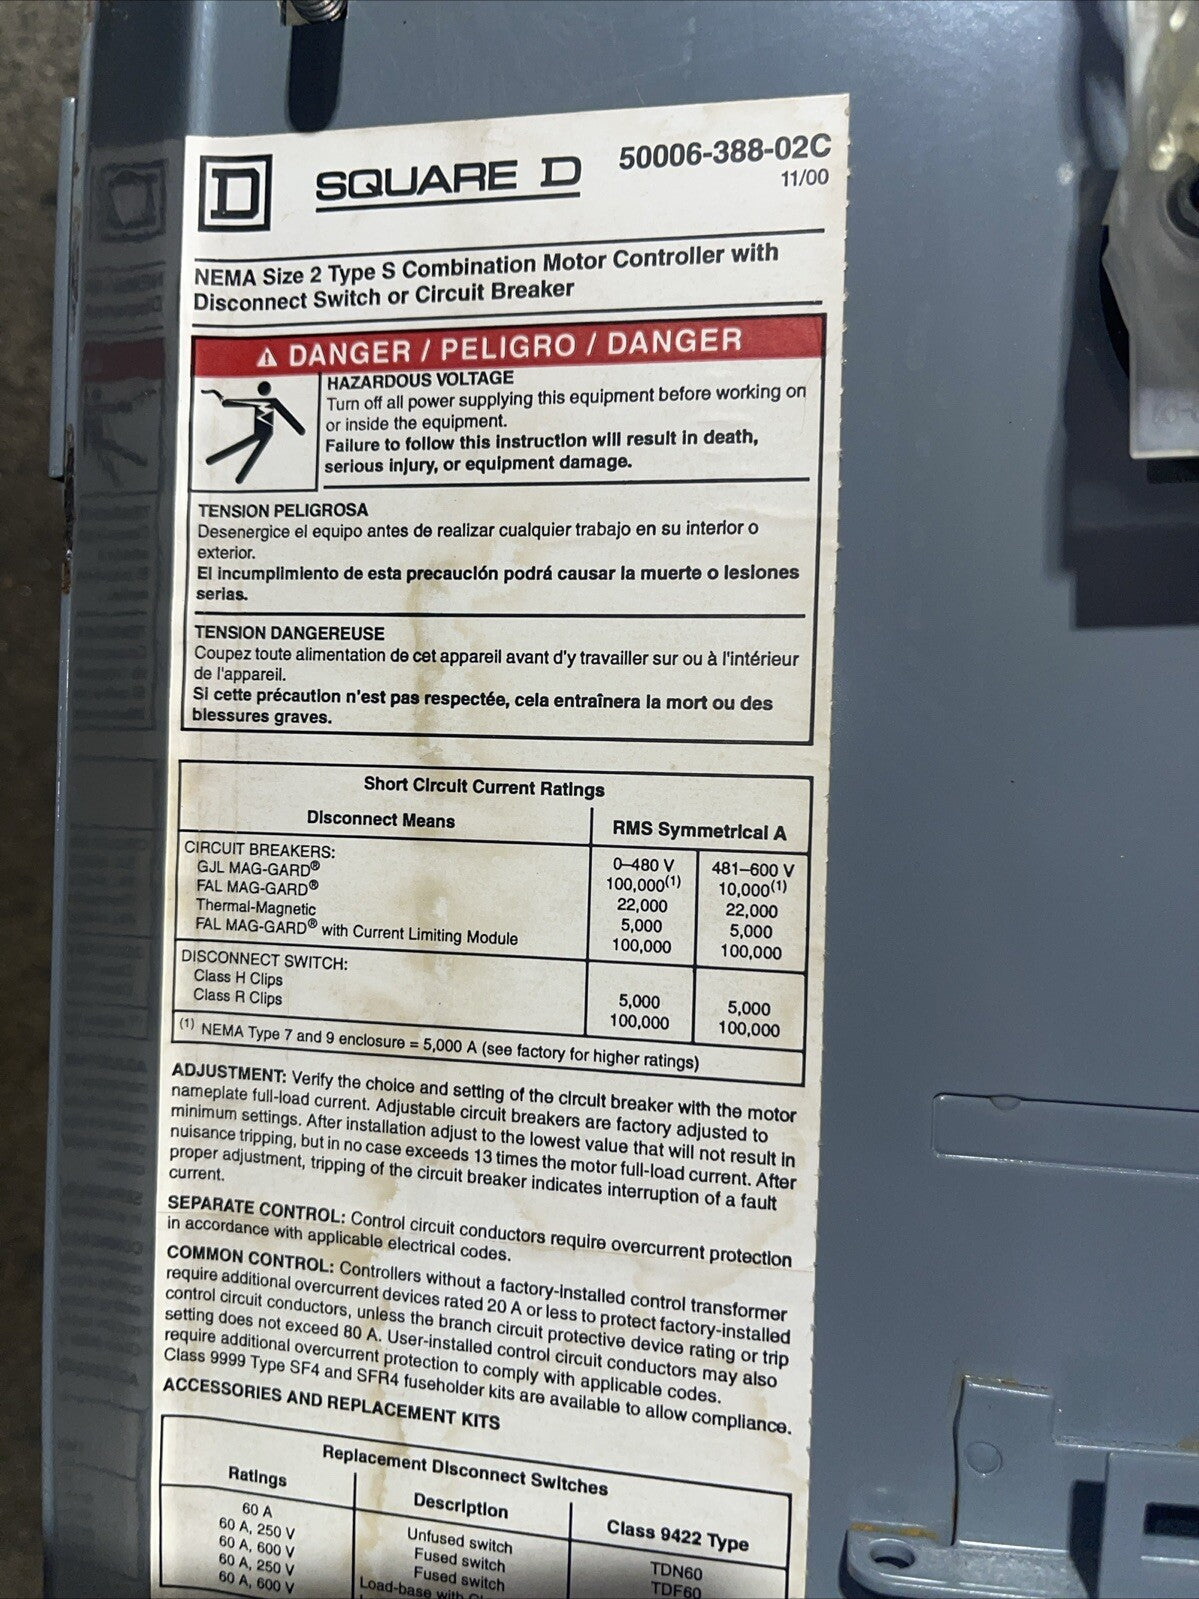 D
SQUARE D
50006-388-02C
11/00
NEMA Size 2 Type S Combination Motor Controller with
Disconnect Switch or Circuit Breaker
DANGER / PELIGRO / DANGER
HAZARDOUS VOLTAGE
Turn off all power supplying this equipment before working on
or inside the equipment.
Failure to follow this instruction will result in death,
serious injury, or equipment damage.
TENSION PELIGROSA
Desenergice el equipo antes de realizar cualquier trabajo en su interior o
exterior.
El incumplimiento de esta precaución podrá causar la muerte o lesiones
serias.
TENSION DANGEREUSE
Coupez toute alimentation de cet appareil avant d'y travailler sur ou à l'intérieur
de l'appareil.
Si cette précaution n'est pas respectée, cela entraînera la mort ou des
blessures graves.
Short Circuit Current Ratings
Disconnect Means RMS Symmetrical A
CIRCUIT BREAKERS: 0–480 V 481–600 V
GJL MAG-GARD® 100,000(1) 10,000(1)
FAL MAG-GARD® 22,000 22,000
Thermal-Magnetic 5,000 5,000
FAL MAG-GARD® with Current Limiting Module 100,000 100,000
DISCONNECT SWITCH:
Class H Clips 5,000 5,000
Class R Clips 100,000 100,000
(1) NEMA Type 7 and 9 enclosure = 5,000 A (see factory for higher ratings)
ADJUSTMENT: Verify the choice and setting of the circuit breaker with the motor
nameplate full-load current. Adjustable circuit breakers are factory adjusted to
minimum settings. After installation adjust to the lowest value that will not result in
nuisance tripping, but in no case exceeds 13 times the motor full-load current. After
proper adjustment, tripping of the circuit breaker indicates interruption of a fault
current.
SEPARATE CONTROL: Control circuit conductors require overcurrent protection
in accordance with applicable electrical codes.
COMMON CONTROL: Controllers without a factory-installed control transformer
require additional overcurrent devices rated 20 A or less to protect factory-installed
control circuit conductors, unless the branch circuit protective device rating or trip
setting does not exceed 80 A. User-installed control circuit conductors may also
require additional overcurrent protection to comply with applicable codes.
Class 9999 Type SF4 and SFR4 fuseholder kits are available to allow compliance.
ACCESSORIES AND REPLACEMENT KITS
Replacement Disconnect Switches
Ratings Description Class 9422 Type
60 A Unfused switch TDN60
60 A, 250 V Fused switch TDF60
60 A, 600 V Fused switch
60 A, 250 V Load-base with
60 A, 600 V